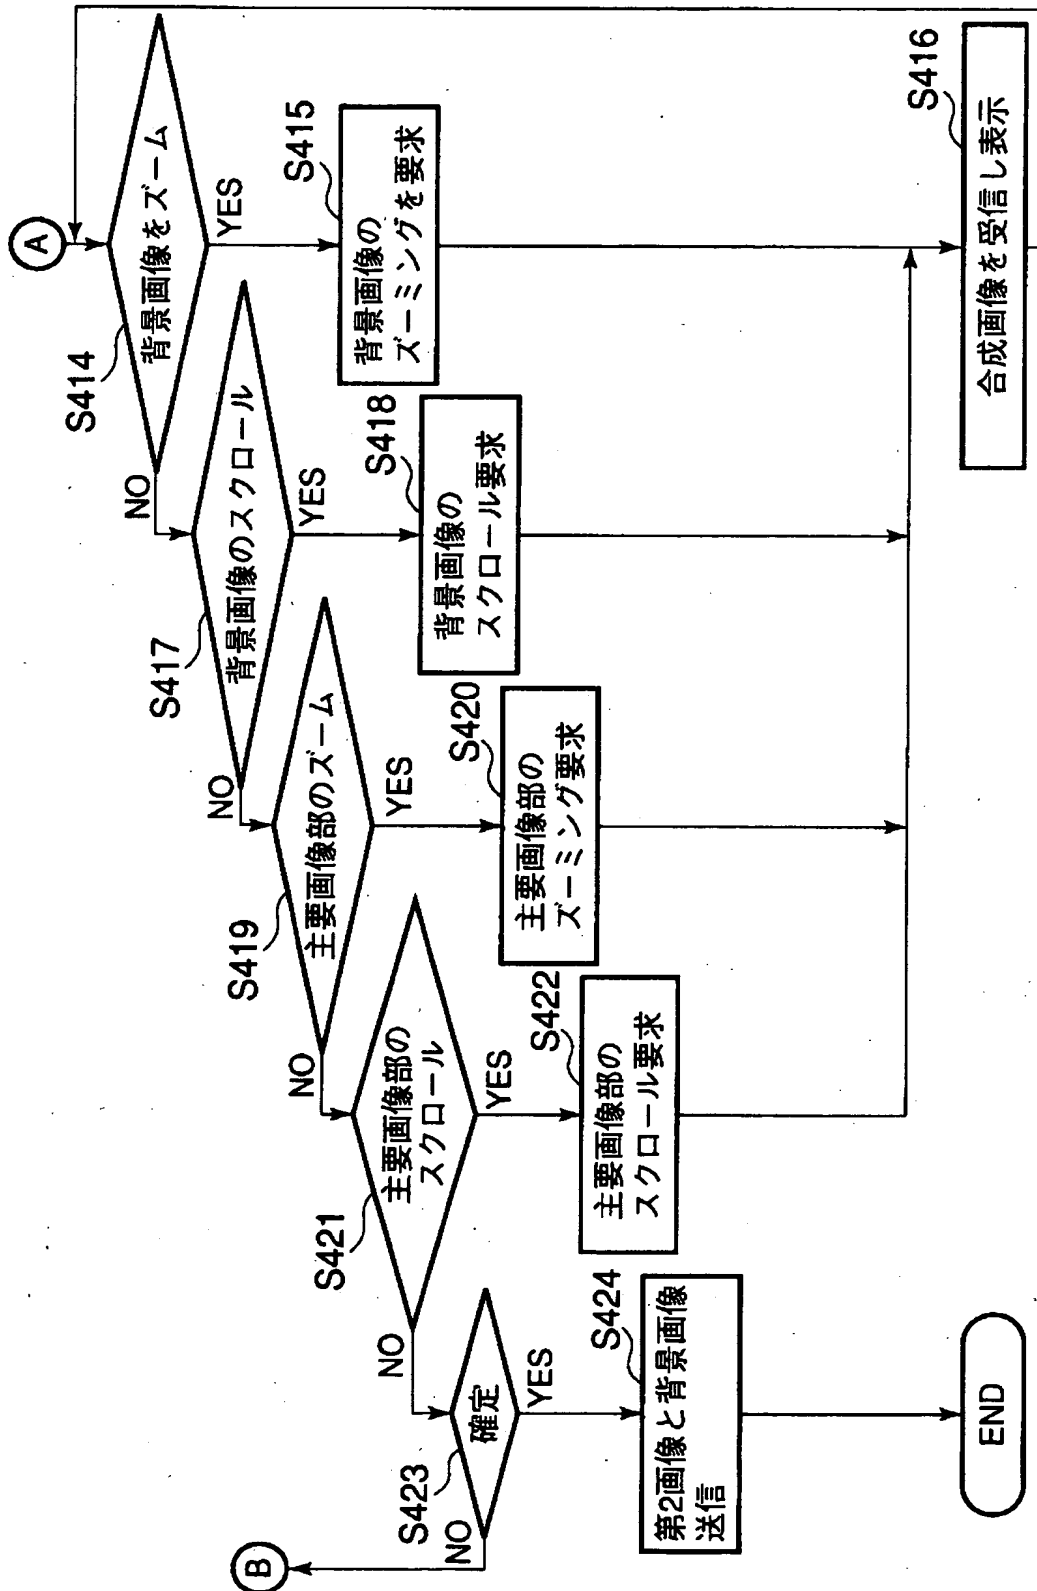 A
S414
背景画像をズーム
YES
NO
S415
背景画像の
ズーミングを要求
S416
合成画像を受信し表示
S417
背景画像のスクロール
YES
NO
S418
背景画像の
スクロール要求
S419
主要画像部のズーム
YES
NO
S420
主要画像部の
ズーミング要求
S421
主要画像部の
スクロール
YES
NO
S422
主要画像部の
スクロール要求
S423
確定
YES
NO
S424
第2画像と背景画像
送信
B
END